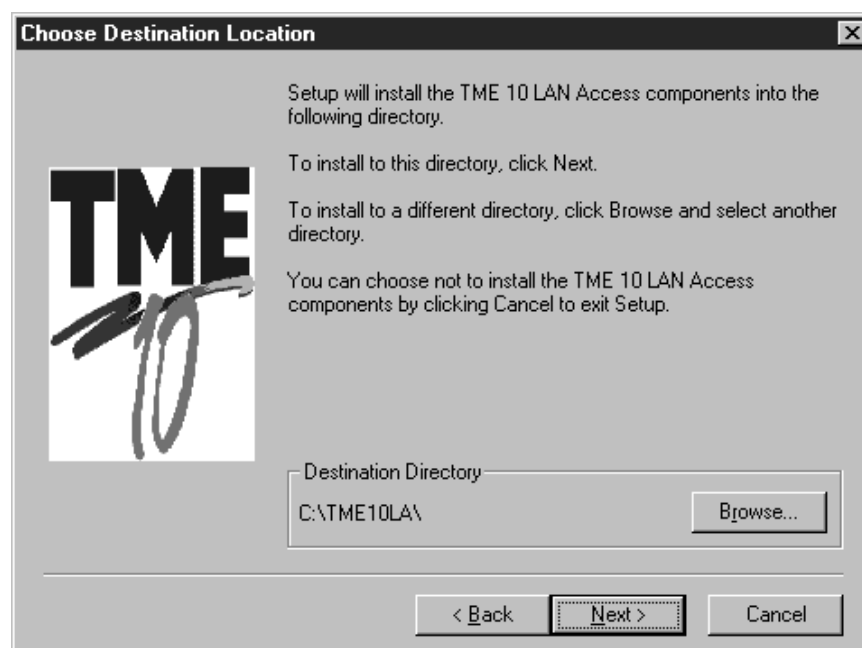 Choose Destination Location
Setup will install the TME 10 LAN Access components into the
following directory.
To install to this directory, click Next.
To install to a different directory, click Browse and select another
directory.
You can choose not to install the TME 10 LAN Access
components by clicking Cancel to exit Setup.
TME
10
Destination Directory
C:\TME10LA\
Browse...
< Back
Next >
Cancel